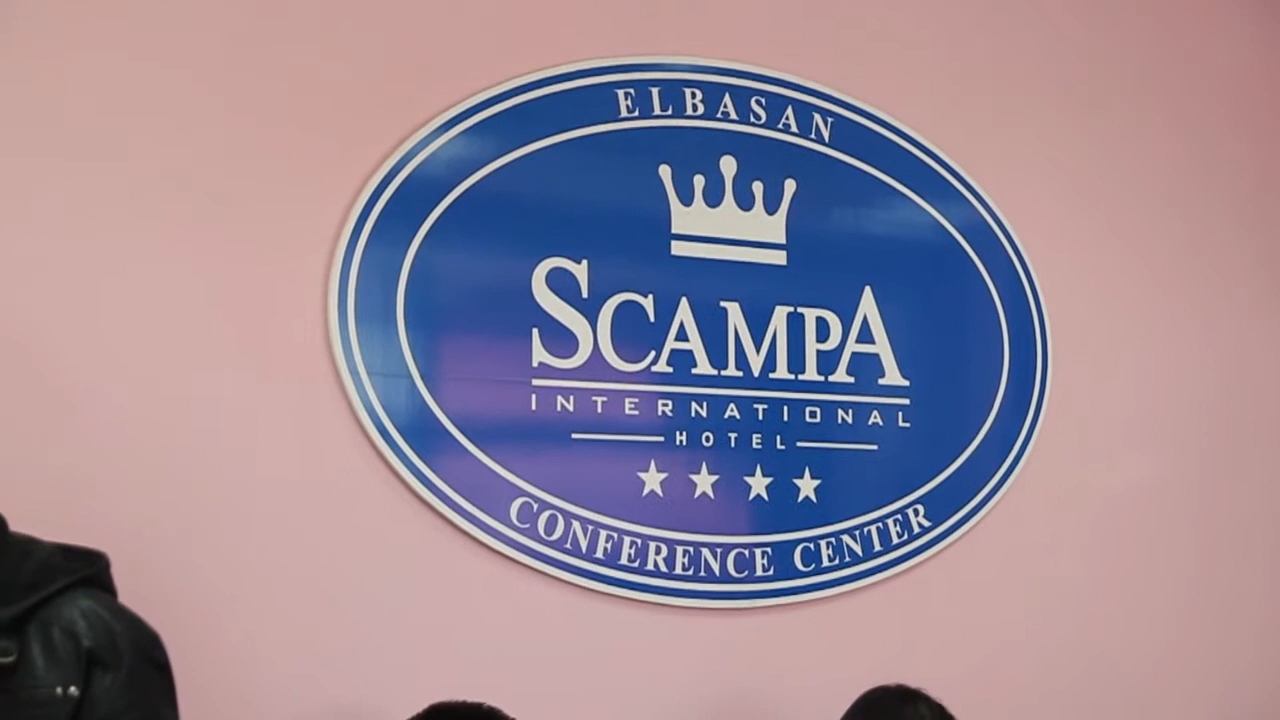 ELBASAN
SCAMPA
INTERNATIONAL
HOTEL
CONFERENCE CENTER